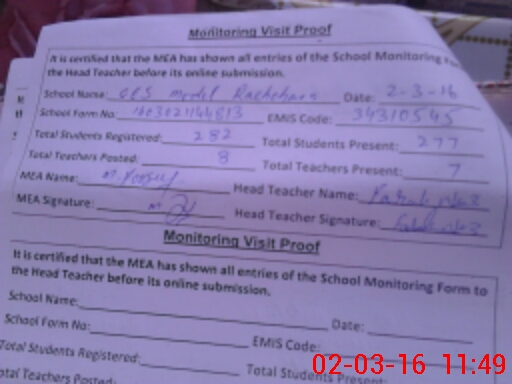 Monitoring Visit Proof
It is certified that the MEA has shown all entries of the School Monitoring
the Head Teacher before its online submission.
School Name: Model Date: 2-3-16
School Form No: EMIS Code: 34310545
Total Students Registered: 282 Total Students Present: 277
Total Teachers Posted: 8 Total Teachers Present: 7
MEA Name: M. Head Teacher Name:
MEA Signature: Head Teacher Signature:
Monitoring Visit Proof
It is certified that the MEA has shown all entries of the School Monitoring Form to
the Head Teacher before its online submission.
School Name: Date:
School Form No: EMIS Code:
Total Students Registered: Total Students Present:
Total Teachers Posted:
02-03-16 11:49